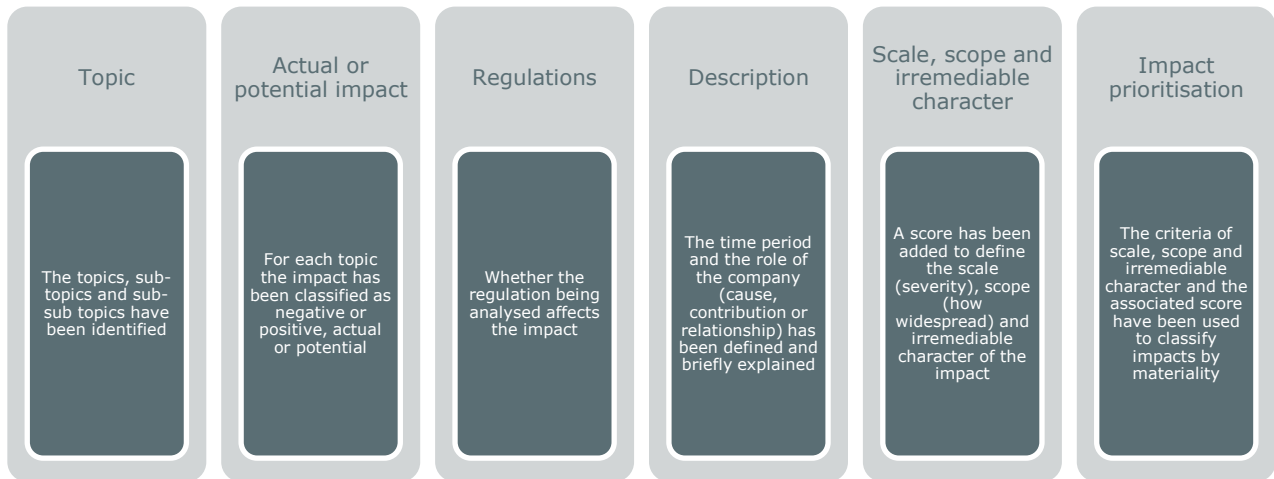 Topic
The topics, sub-
topics and sub-
sub topics have
been identified
Actual or
potential impact
For each topic
the impact has
been classified as
negative or
positive, actual
or potential
Regulations
Whether the
regulation being
analysed affects
the impact
Description
The time period
and the role of
the company
(cause,
contribution or
relationship) has
been defined and
briefly explained
Scale, scope and
irremediable
character
A score has been
added to define
the scale
(severity), scope
(how
widespread) and
irremediable
character of the
impact
Impact
prioritisation
The criteria of
scale, scope and
irremediable
character and the
associated score
have been used
to classify
impacts by
materiality